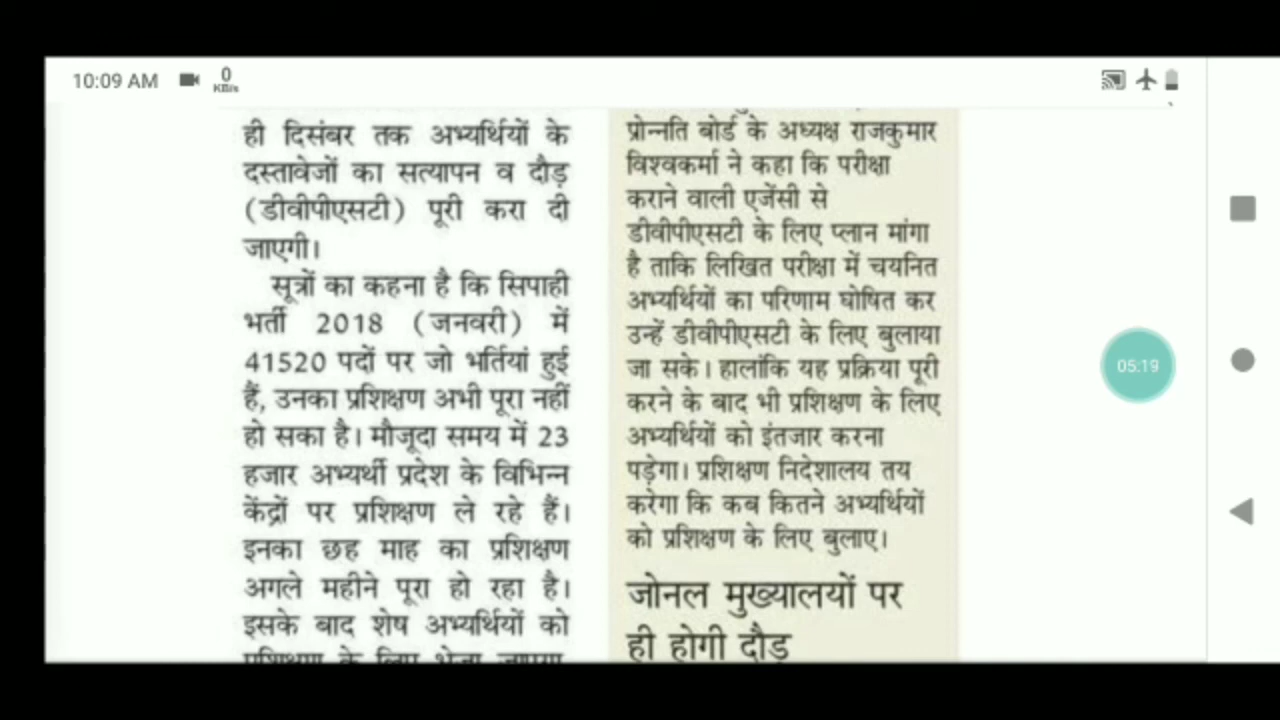 10:09 AM
0
KB/s
ही दिसंबर तक अभ्यर्थियों के
दस्तावेजों का सत्यापन व दौड़
(डीवीपीएसटी) पूरी करा दी
जाएगी।
सूत्रों का कहना है कि सिपाही
भर्ती 2018 (जनवरी) में
41520 पदों पर जो भर्तियां हुई
हैं, उनका प्रशिक्षण अभी पूरा नहीं
हो सका है। मौजूदा समय में 23
हजार अभ्यर्थी प्रदेश के विभिन्न
केंद्रों पर प्रशिक्षण ले रहे हैं।
इनका छह माह का प्रशिक्षण
अगले महीने पूरा हो रहा है।
इसके बाद शेष अभ्यर्थियों को
प्रशिक्षण के लिए भेजा जाएगा
प्रोन्नति बोर्ड के अध्यक्ष राजकुमार
विश्वकर्मा ने कहा कि परीक्षा
कराने वाली एजेंसी से
डीवीपीएसटी के लिए प्लान मांगा
है ताकि लिखित परीक्षा में चयनित
अभ्यर्थियों का परिणाम घोषित कर
उन्हें डीवीपीएसटी के लिए बुलाया
जा सके। हालांकि यह प्रक्रिया पूरी
करने के बाद भी प्रशिक्षण के लिए
अभ्यर्थियों को इंतजार करना
पड़ेगा। प्रशिक्षण निदेशालय तय
करेगा कि कब कितने अभ्यर्थियों
को प्रशिक्षण के लिए बुलाए।
जोनल मुख्यालयों पर
ही होगी दौड़
05:19